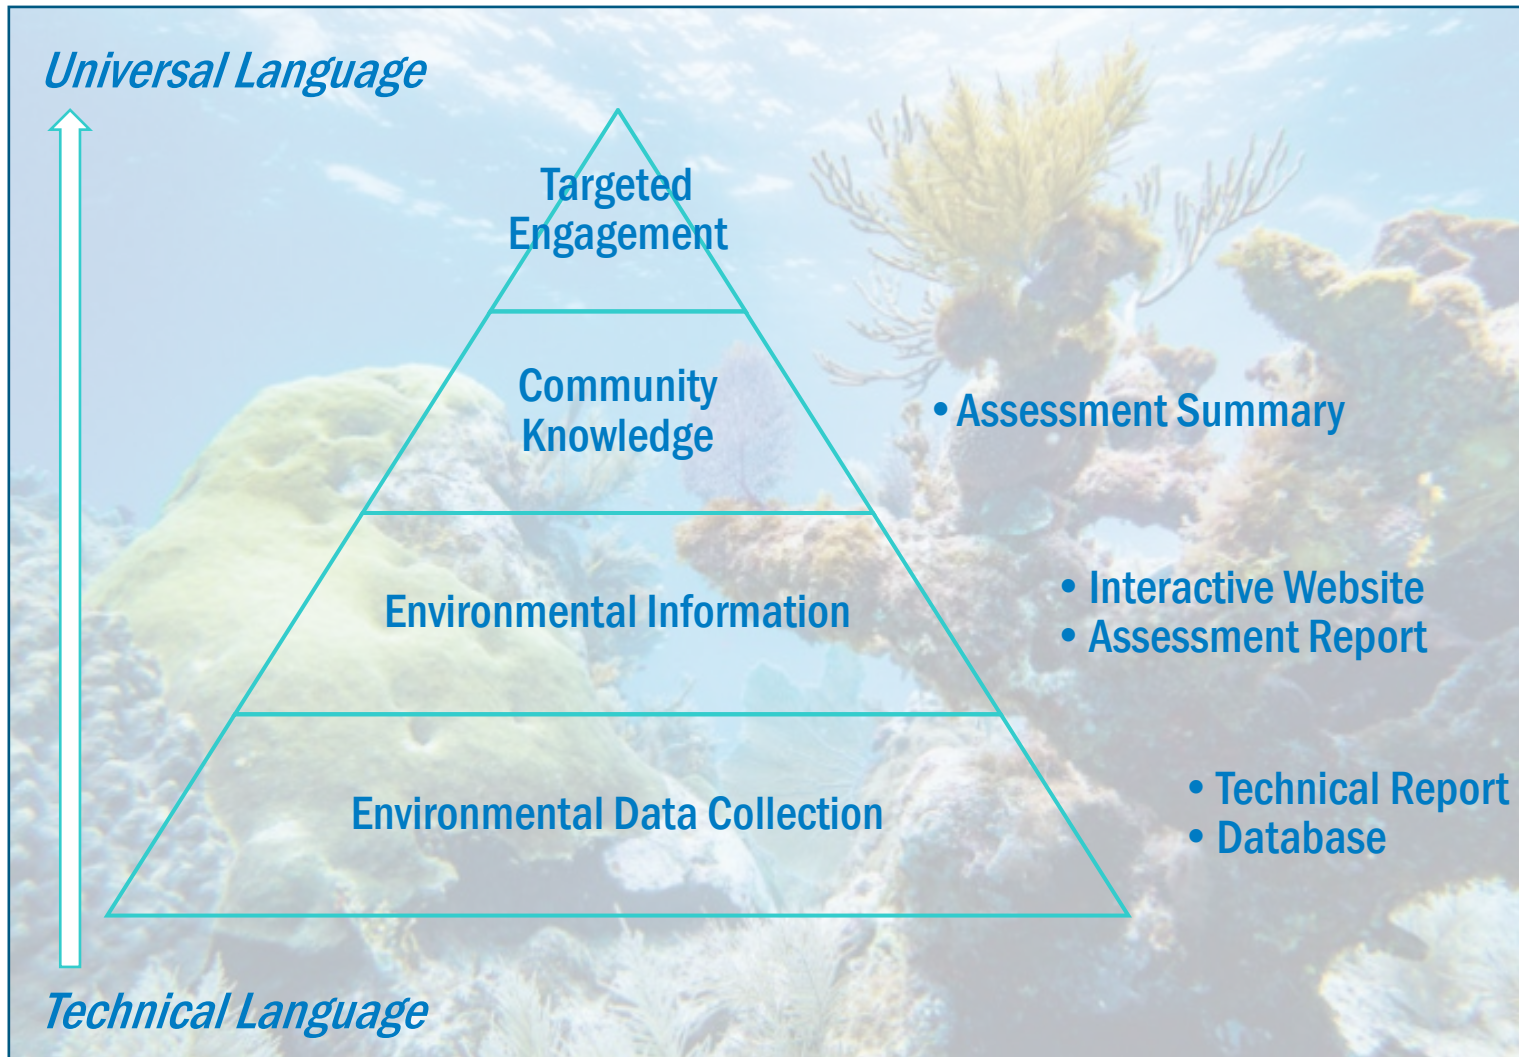 Universal Language
Targeted
Engagement
Community
Knowledge
• Assessment Summary
Environmental Information
• Interactive Website
• Assessment Report
Environmental Data Collection
• Technical Report
• Database
Technical Language